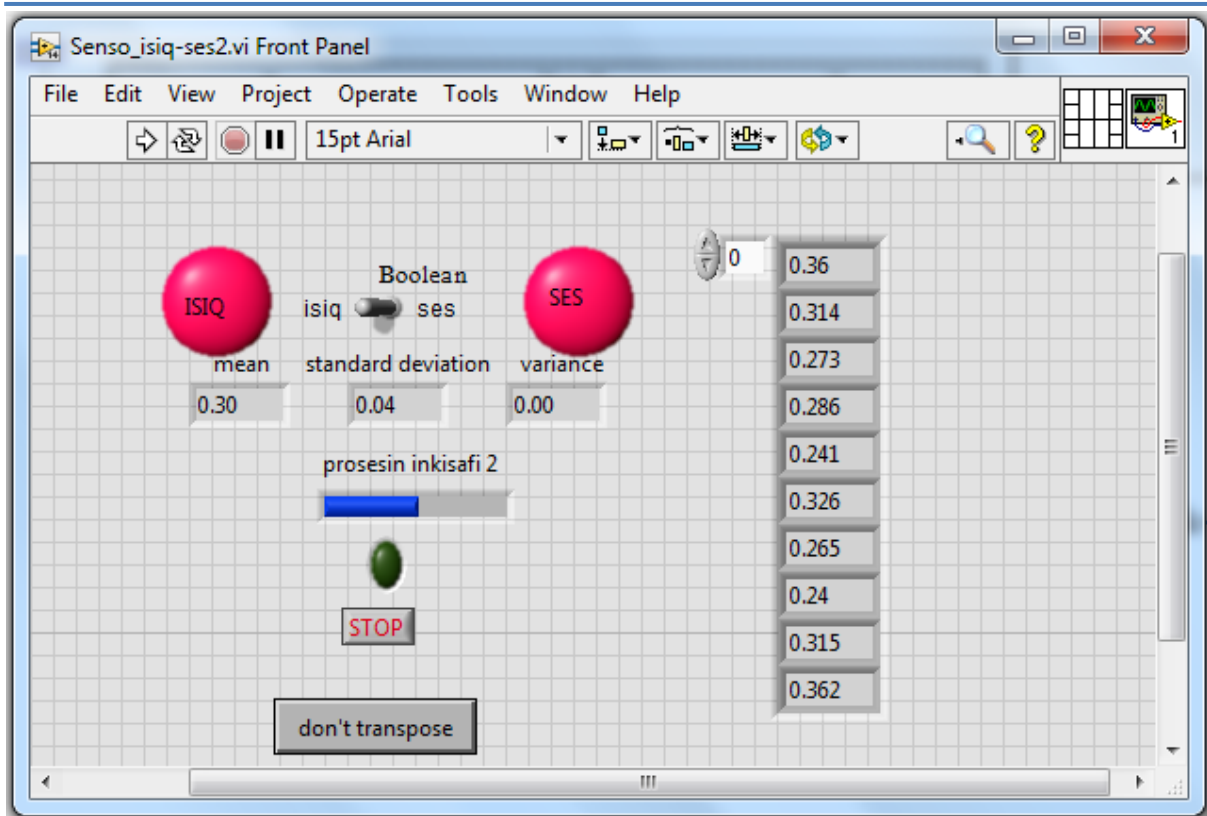 Senso_isiq-ses2.vi Front Panel
File Edit View Project Operate Tools Window Help
15pt Arial
1
ISIQ
Boolean
isiq ses
SES
mean standard deviation variance
0.30 0.04 0.00
prosesin inkisafi 2
STOP
don't transpose
0
0.36
0.314
0.273
0.286
0.241
0.326
0.265
0.24
0.315
0.362